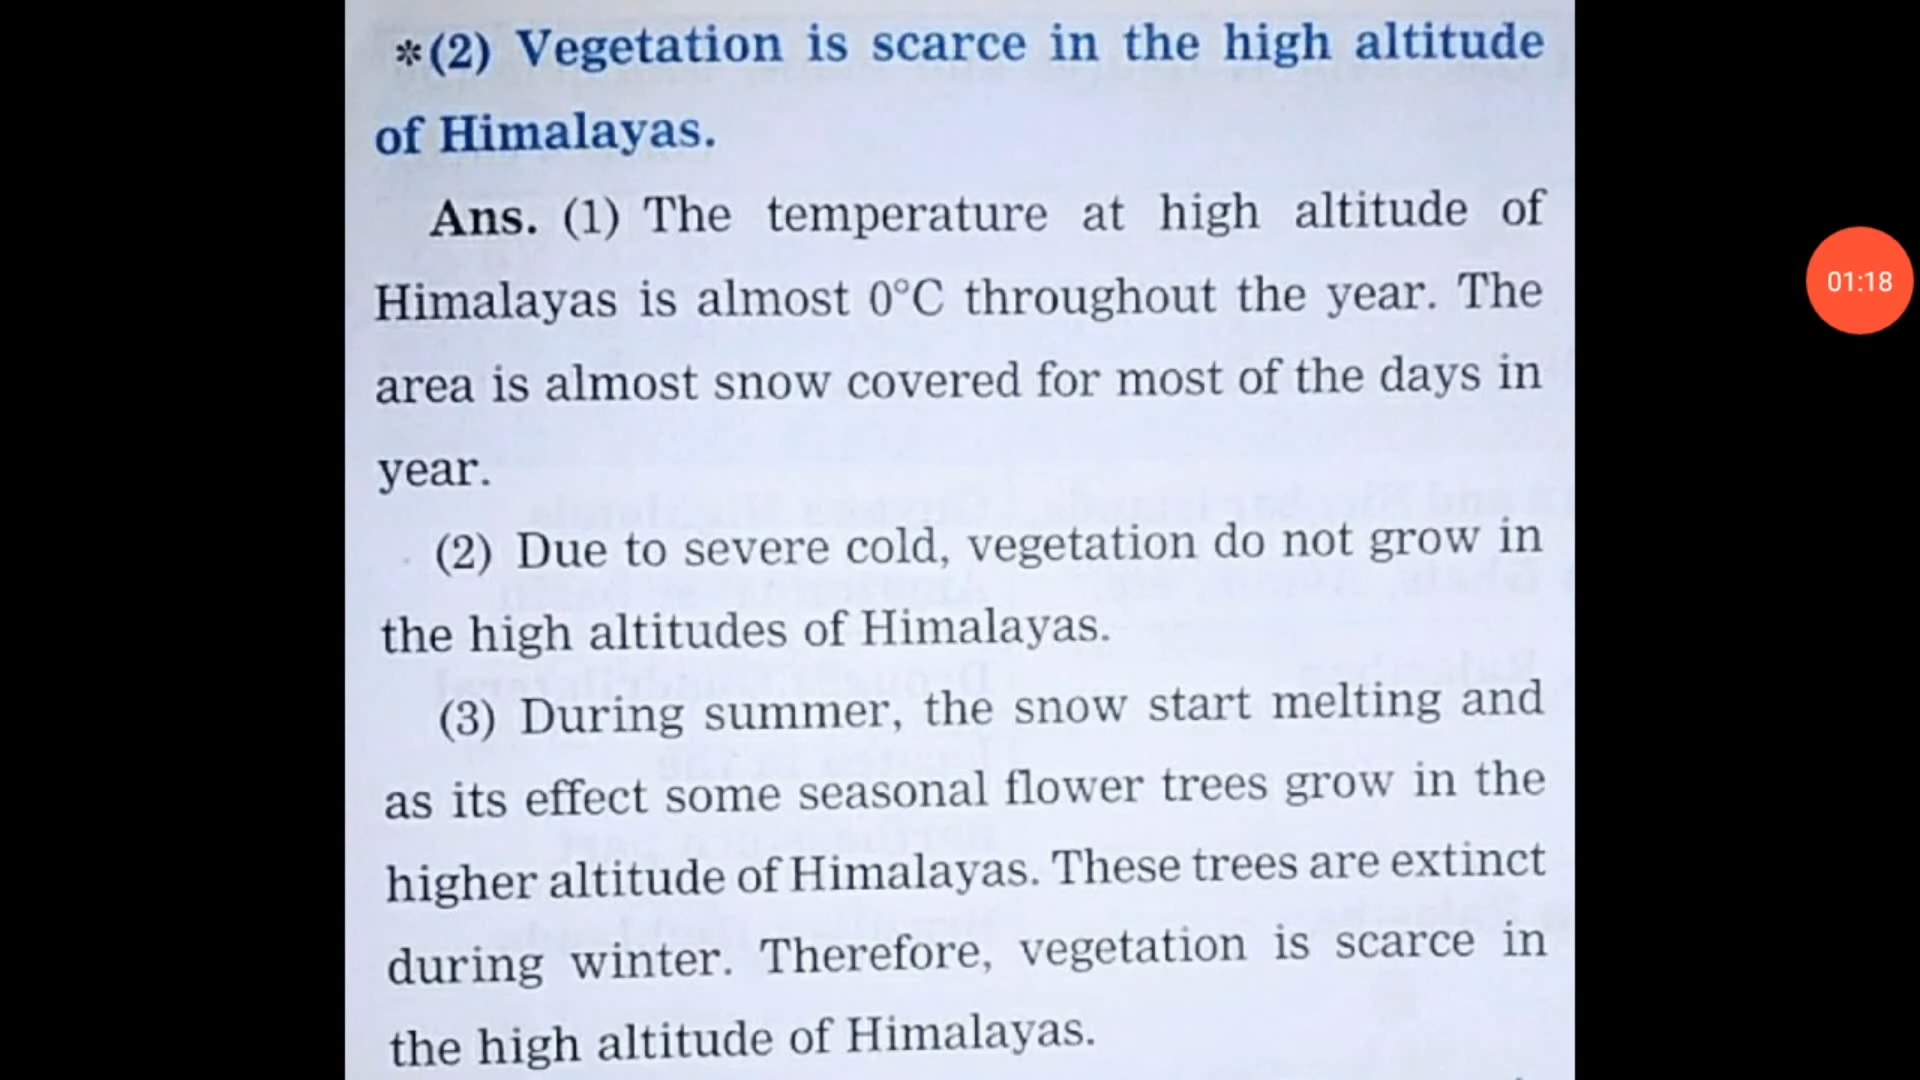 *(2) Vegetation is scarce in the high altitude
of Himalayas.
Ans. (1) The temperature at high altitude of
Himalayas is almost 0°C throughout the year. The
area is almost snow covered for most of the days in
year.
(2) Due to severe cold, vegetation do not grow in
the high altitudes of Himalayas.
(3) During summer, the snow start melting and
as its effect some seasonal flower trees grow in the
higher altitude of Himalayas. These trees are extinct
during winter. Therefore, vegetation is scarce in
the high altitude of Himalayas.
01:18